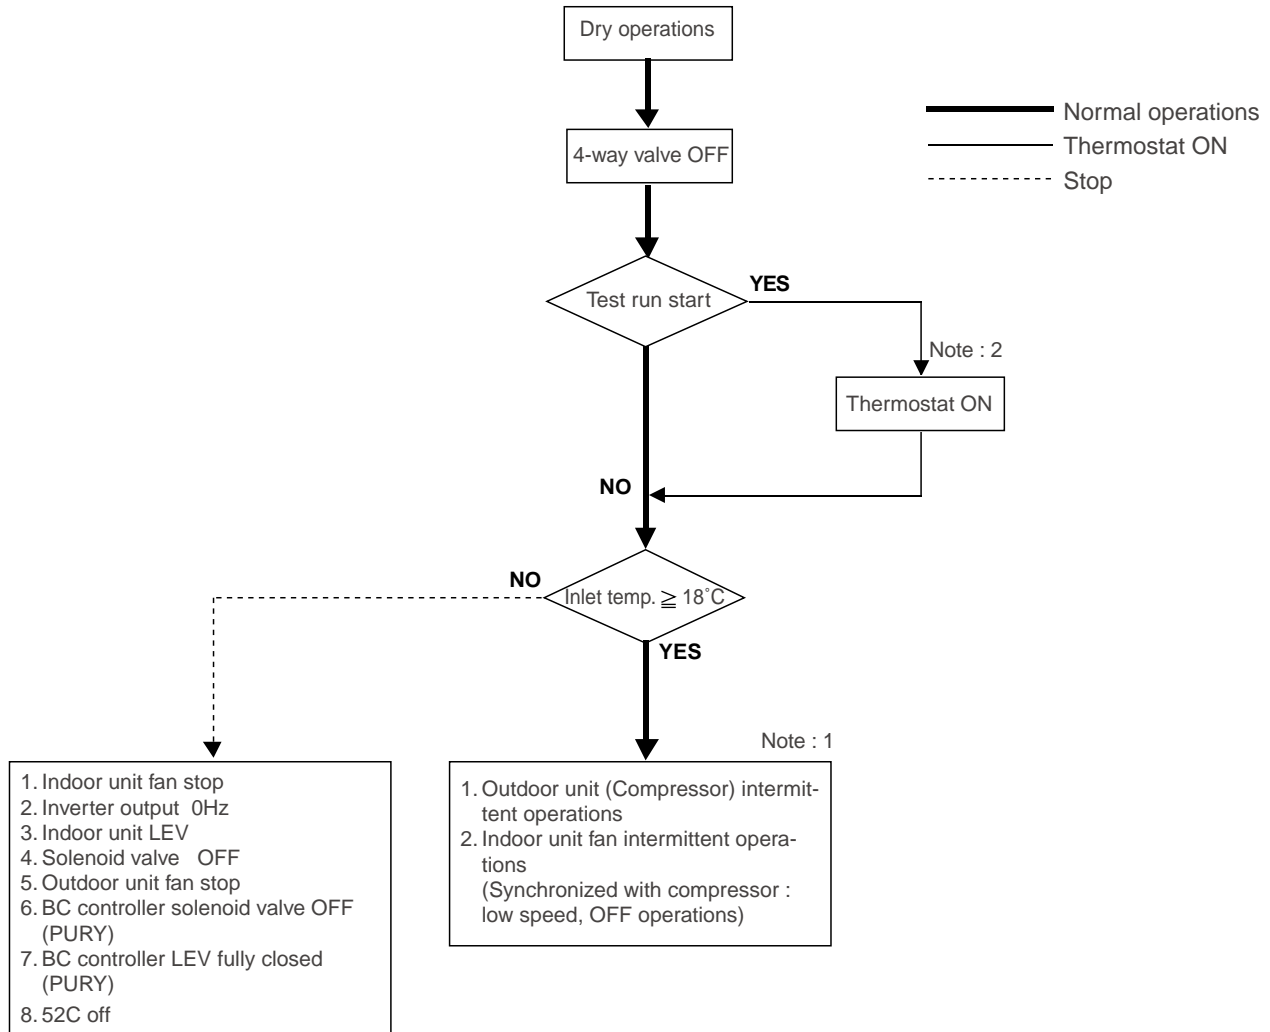 Dry operations
Normal operations
Thermostat ON
Stop
4-way valve OFF
Test run start
YES
Note : 2
Thermostat ON
NO
Inlet temp. ≧ 18˚C
NO
YES
Note : 1
1. Indoor unit fan stop
2. Inverter output 0Hz
3. Indoor unit LEV
4. Solenoid valve OFF
5. Outdoor unit fan stop
6. BC controller solenoid valve OFF
(PURY)
7. BC controller LEV fully closed
(PURY)
8. 52C off
1. Outdoor unit (Compressor) intermit-
tent operations
2. Indoor unit fan intermittent opera-
tions
(Synchronized with compressor :
low speed, OFF operations)